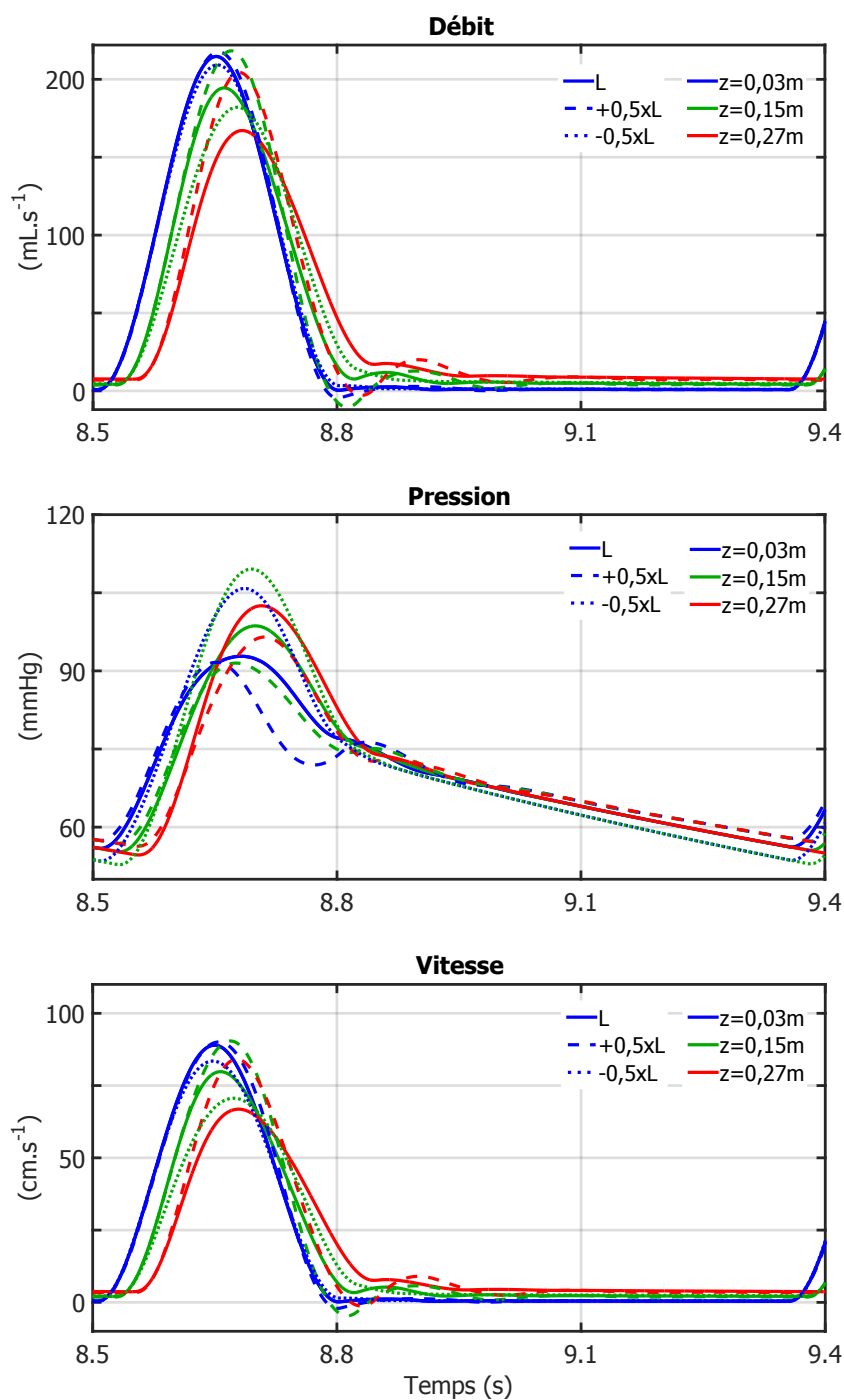 Débit
200
100
0
(mL.s⁻¹)
L
+0,5xL
-0,5xL
z=0,03m
z=0,15m
z=0,27m
8.5 8.8 9.1 9.4
Pression
120
90
60
(mmHg)
L
+0,5xL
-0,5xL
z=0,03m
z=0,15m
z=0,27m
8.5 8.8 9.1 9.4
Vitesse
100
50
0
(cm.s⁻¹)
L
+0,5xL
-0,5xL
z=0,03m
z=0,15m
z=0,27m
8.5 8.8 9.1 9.4
Temps (s)